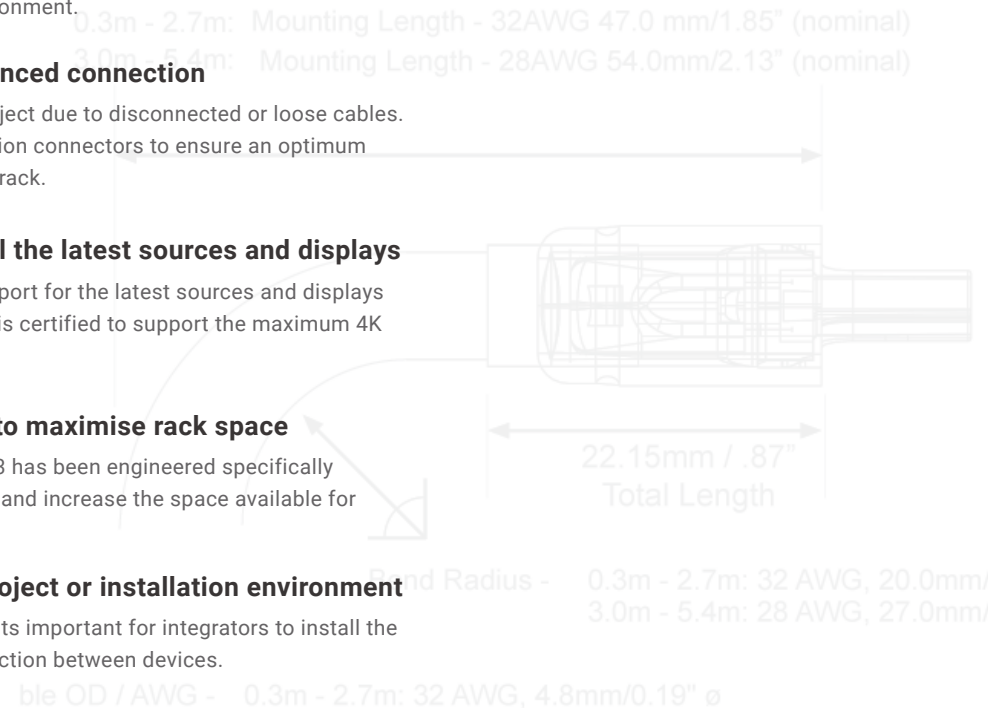 onment.
0.3m - 2.7m: Mounting Length - 32AWG 47.0 mm/1.85" (nominal)
3.0m - 5.4m: Mounting Length - 28AWG 54.0mm/2.13" (nominal)
nced connection
ject due to disconnected or loose cables.
ion connectors to ensure an optimum
rack.
l the latest sources and displays
port for the latest sources and displays
is certified to support the maximum 4K
to maximise rack space
3 has been engineered specifically
and increase the space available for
22.15mm / .87"
Total Length
oject or installation environment
Bend Radius - 0.3m - 2.7m: 32 AWG, 20.0mm/
3.0m - 5.4m: 28 AWG, 27.0mm/
ts important for integrators to install the
ction between devices.
ble OD / AWG - 0.3m - 2.7m: 32 AWG, 4.8mm/0.19" ø